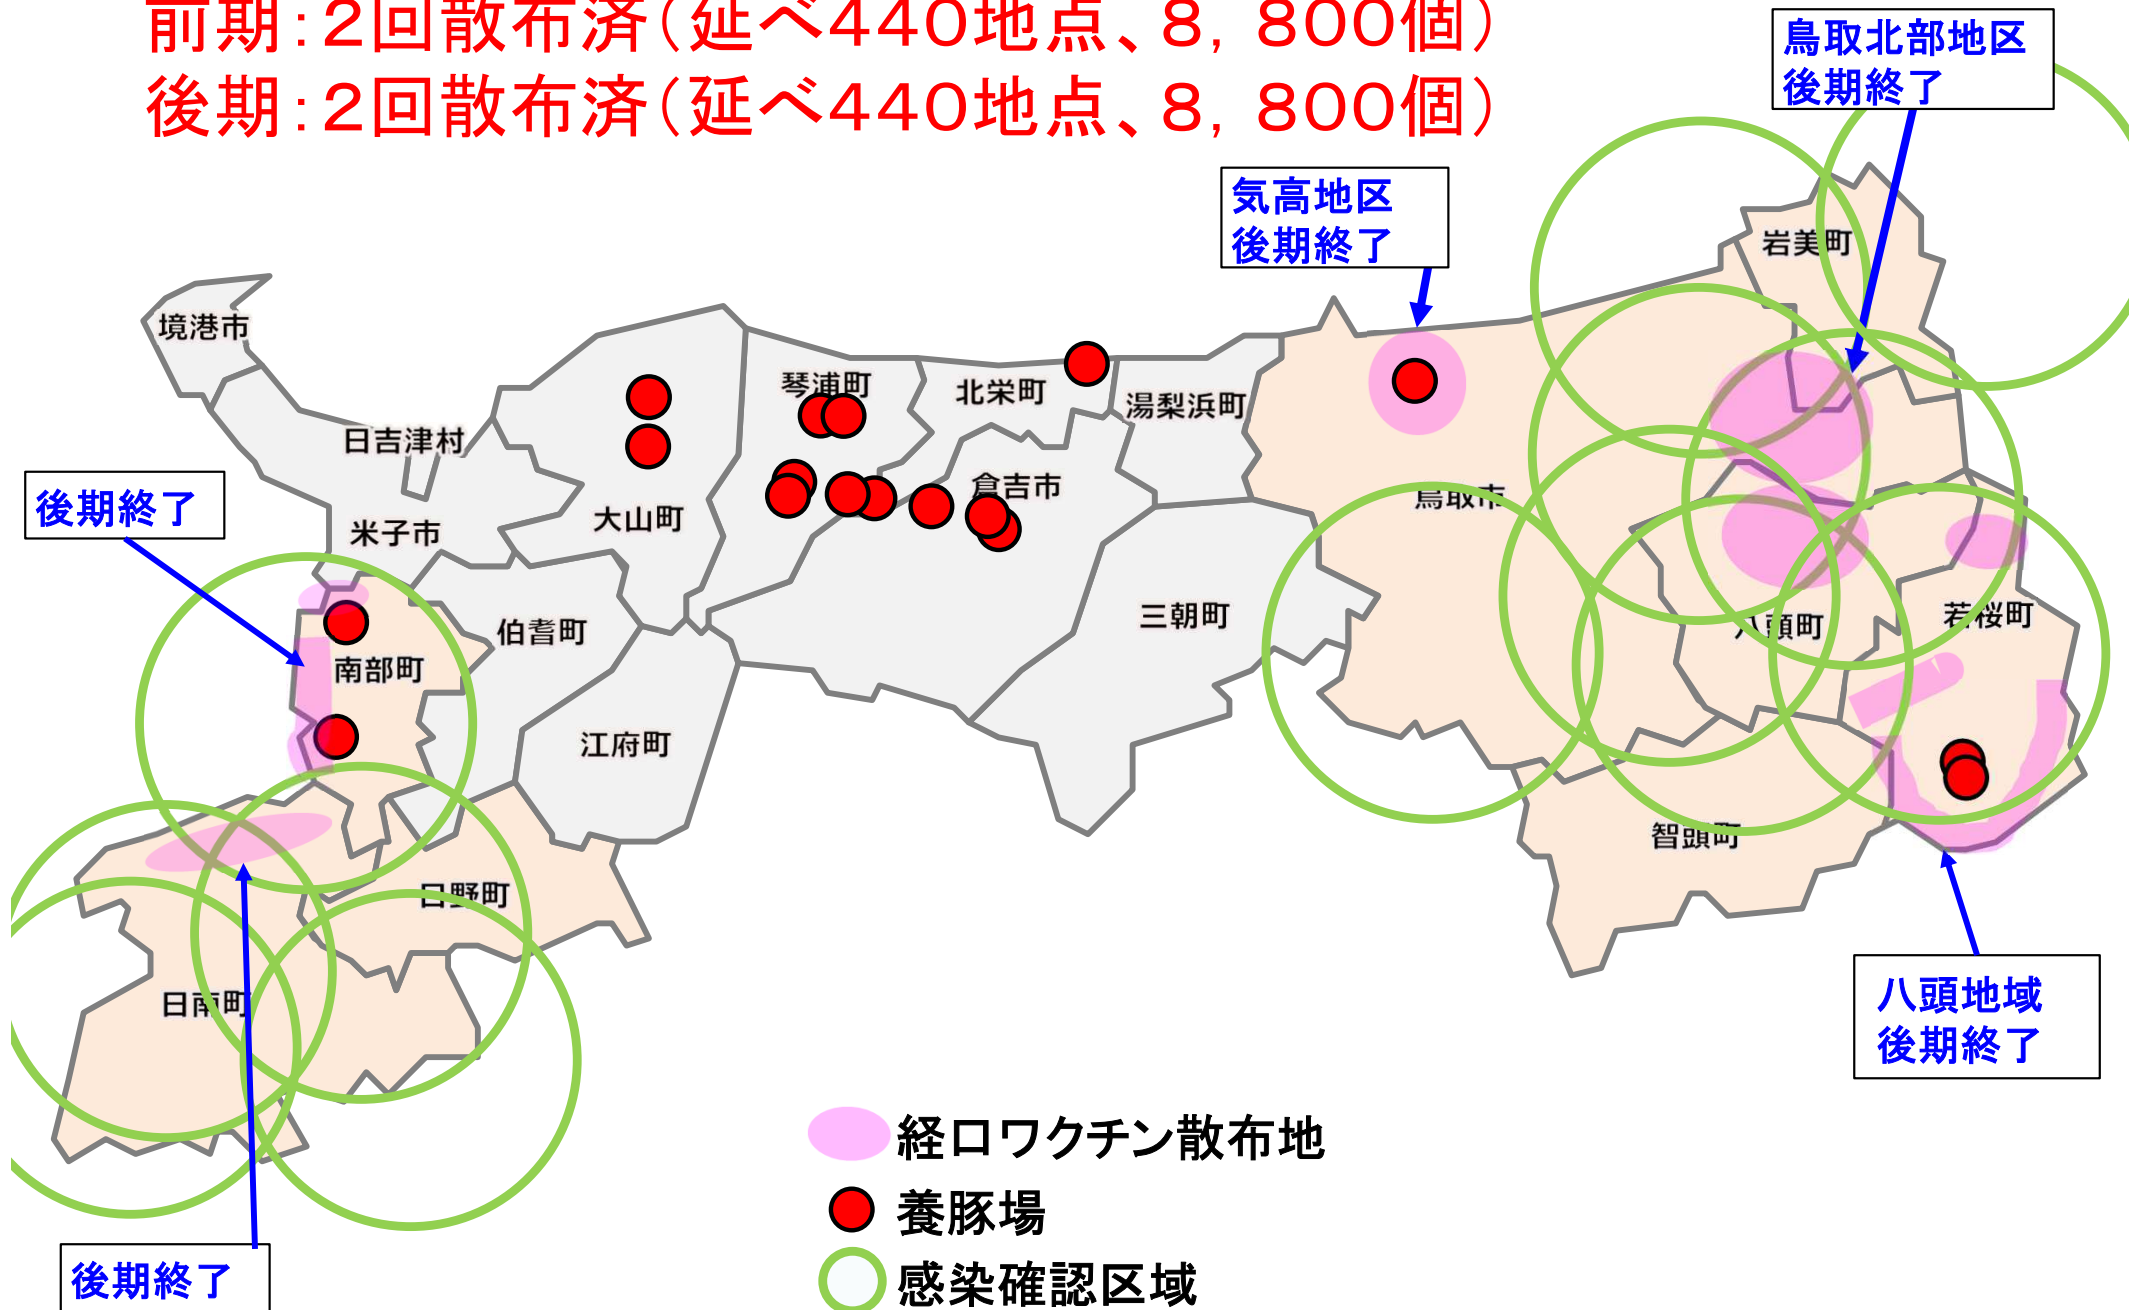 前期：２回散布済（延べ４４０地点、８，８００個）
後期：２回散布済（延べ４４０地点、８，８００個）
鳥取北部地区
後期終了
気高地区
後期終了
岩美町
境港市
琴浦町
北栄町
湯梨浜町
日吉津村
倉吉市
鳥取市
後期終了
大山町
米子市
三朝町
若桜町
八頭町
伯耆町
南部町
江府町
智頭町
日野町
日南町
八頭地域
後期終了
経口ワクチン散布地
養豚場
感染確認区域
後期終了